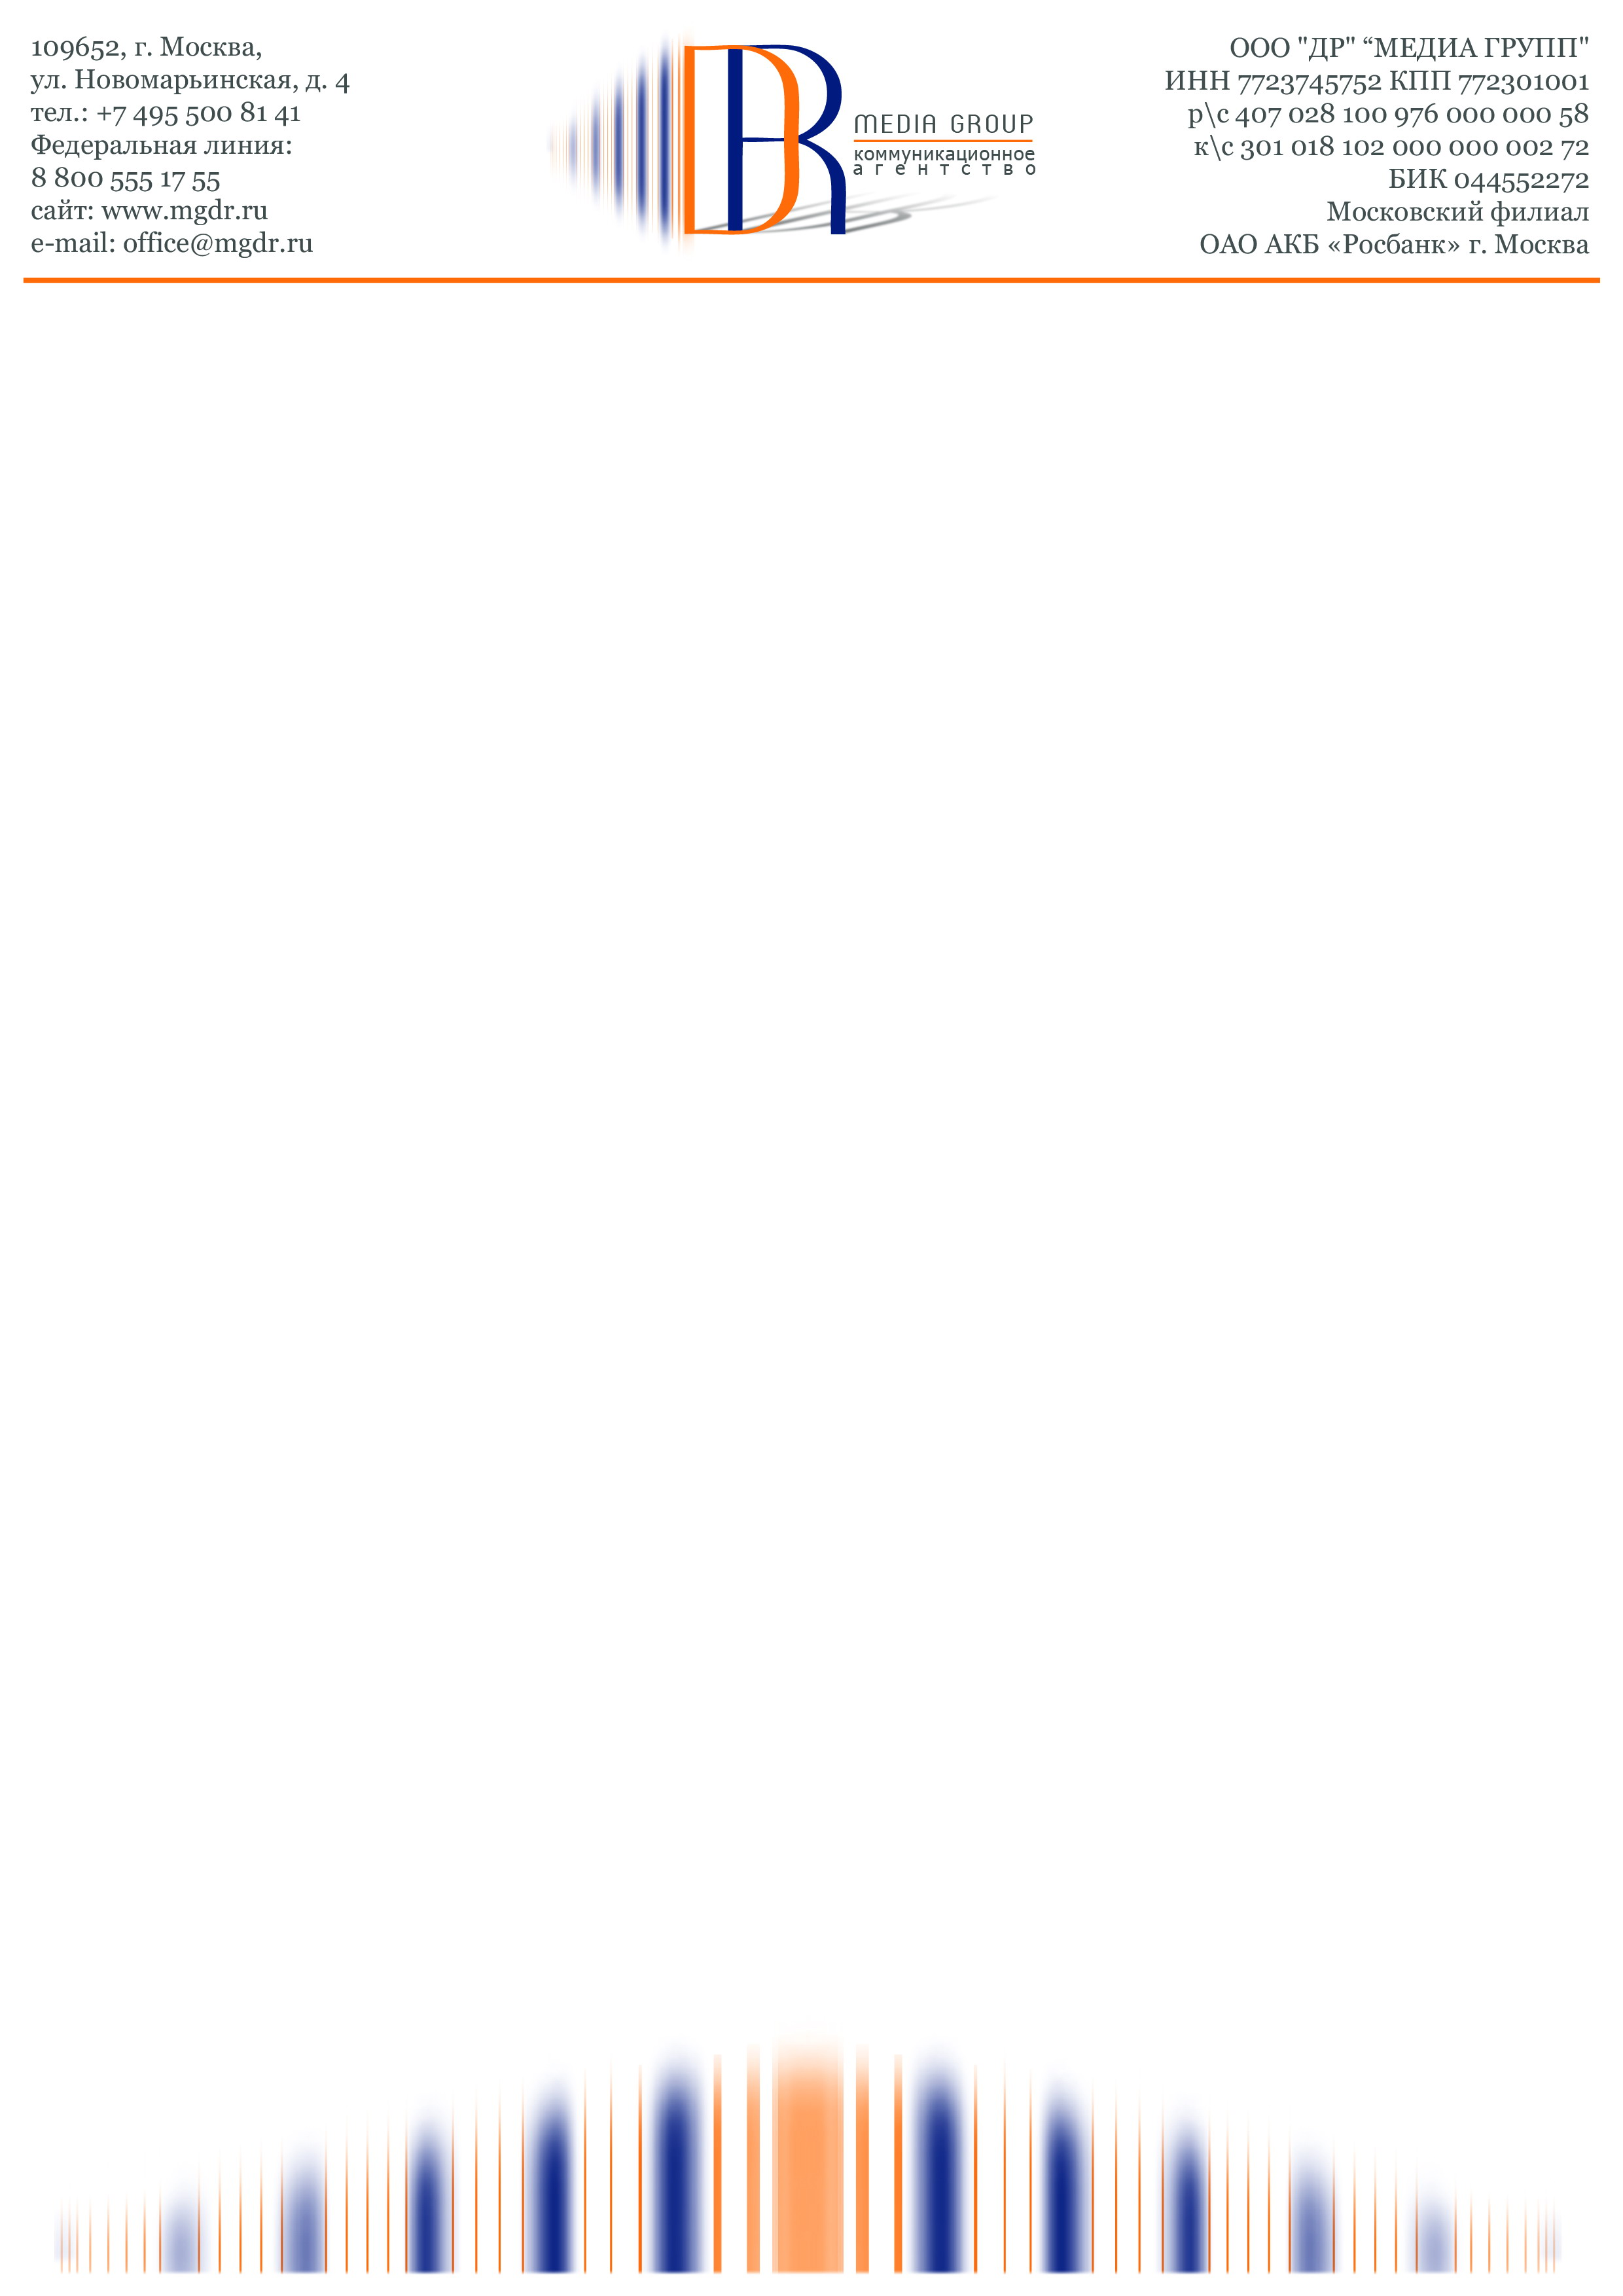 109652, г. Москва,
ул. Новомарьинская, д. 4
тел.: +7 495 500 81 41
Федеральная линия:
8 800 555 17 55
сайт: www.mgdr.ru
e-mail: office@mgdr.ru
DR
MEDIA GROUP
коммуникационное
агентство
ООО "ДР" “МЕДИА ГРУПП"
ИНН 7723745752 КПП 772301001
р\с 407 028 100 976 000 000 58
к\с 301 018 102 000 000 002 72
БИК 044552272
Московский филиал
ОАО АКБ «Росбанк» г. Москва